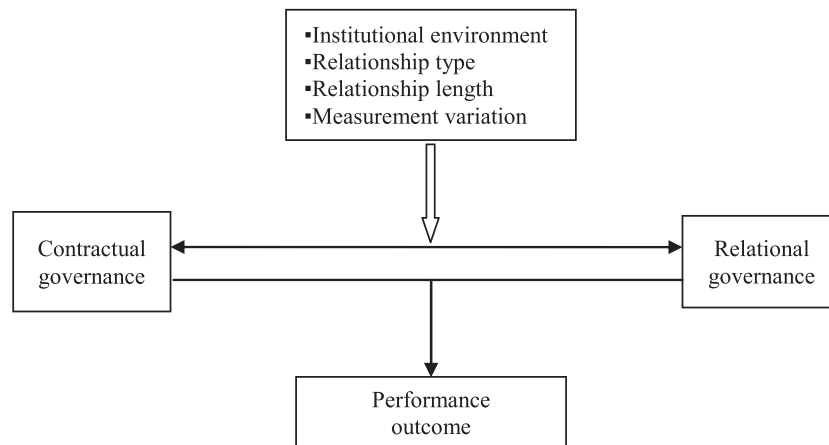 ▪Institutional environment
▪Relationship type
▪Relationship length
▪Measurement variation
Contractual
governance
Relational
governance
Performance
outcome